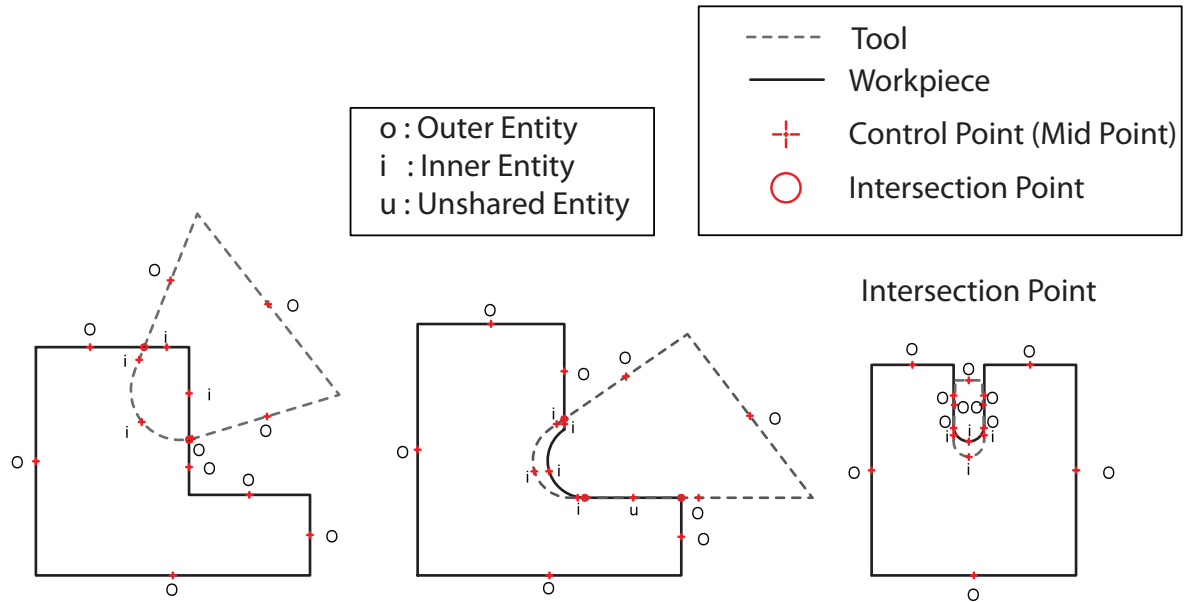 Tool
Workpiece
Control Point (Mid Point)
Intersection Point
o : Outer Entity
i : Inner Entity
u : Unshared Entity
O
O
O
i
i
i
i
O
O
O
O
O
O
O
O
O
O
O
i
i
O
i
i
i
u
O
O
O
Intersection Point
O
O
O
O
O
O
O
O
O
i
i
i
i
O
O
O